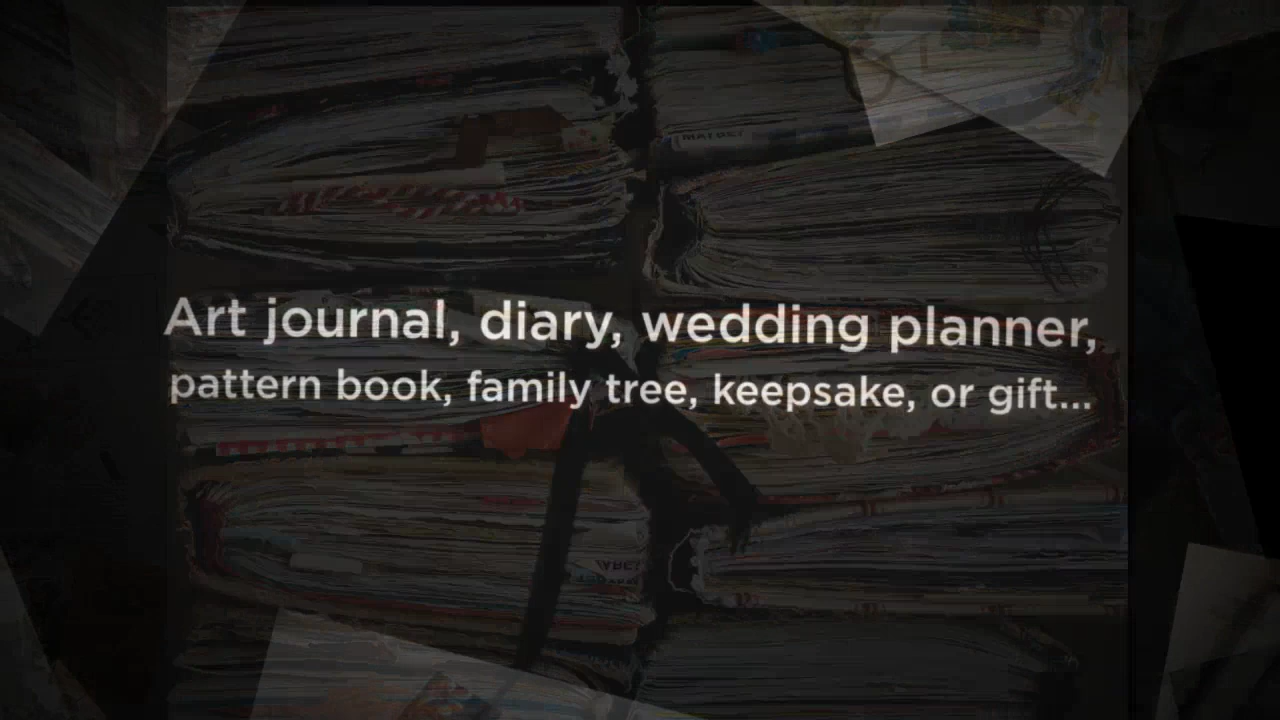 Art journal, diary, wedding planner,
pattern book, family tree, keepsake, or gift...